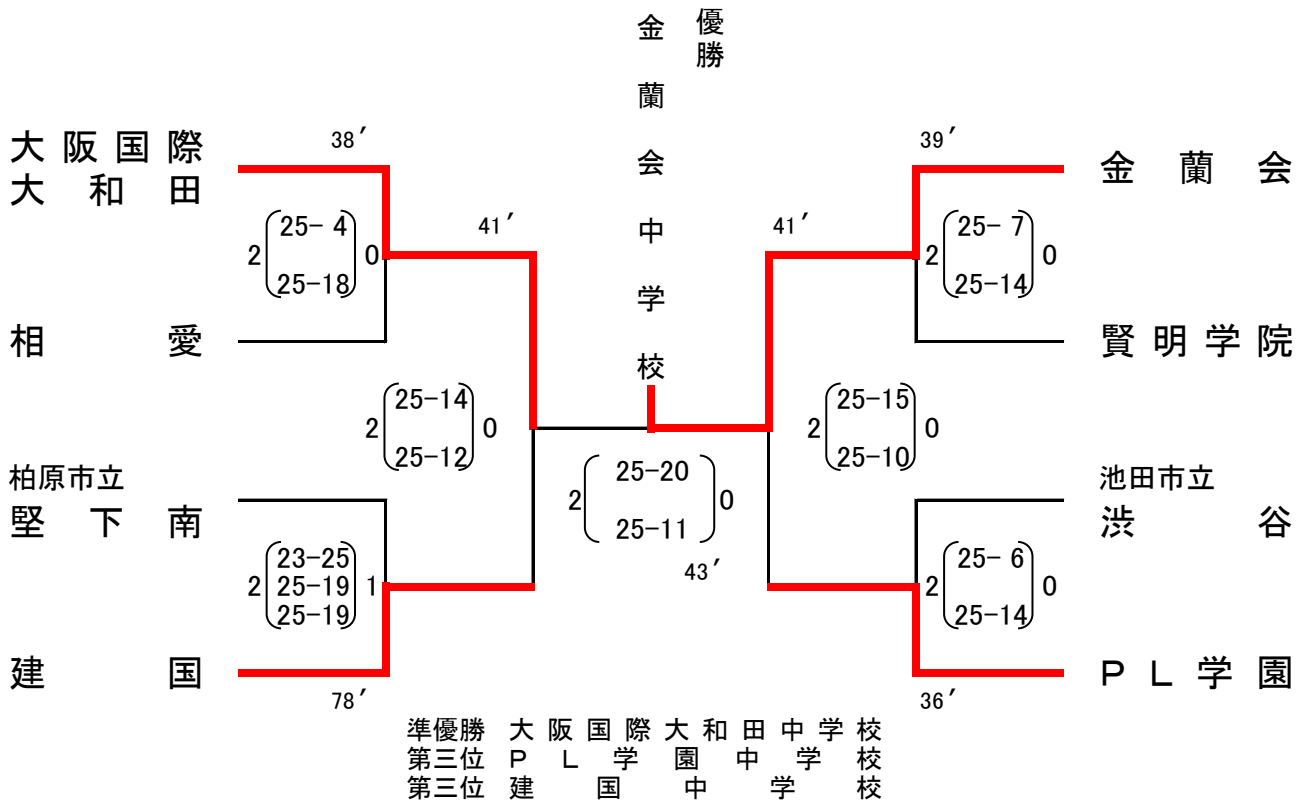 優勝
金蘭会中学校
大阪国際
大和田
38′
2 25- 4 0
25-18
相愛
41′
2 25-14 0
25-12
柏原市立
堅下南
23-25
2 25-19 1
25-19
建国
78′
2 25-20 0
25-11
43′
39′
金蘭会
2 25- 7 0
25-14
賢明学院
41′
2 25-15 0
25-10
池田市立
渋谷
2 25- 6 0
25-14
PL学園
36′
準優勝 大阪国際大和田中学校
第三位 PL学園中学校
第三位 建国中学校